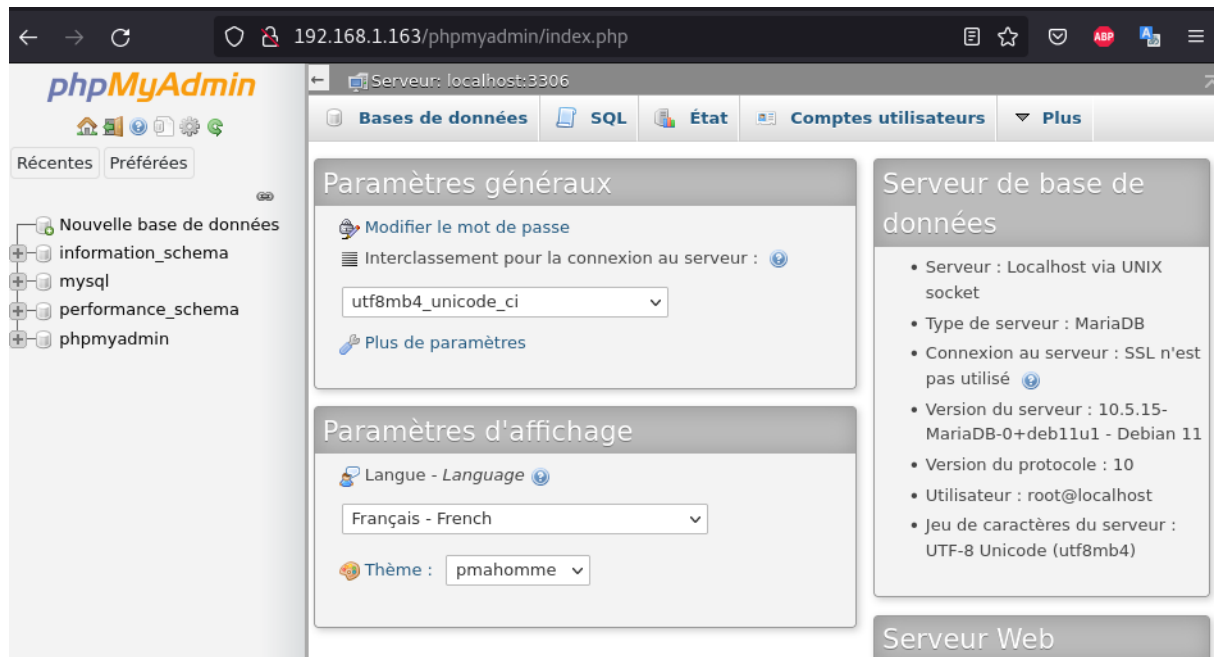 192.168.1.163/phpmyadmin/index.php
ABP
phpMyAdmin
Récentes Préférées
Nouvelle base de données
information_schema
mysql
performance_schema
phpmyadmin
Serveur: localhost:3306
Bases de données SQL État Comptes utilisateurs Plus
Paramètres généraux
Modifier le mot de passe
Interclassement pour la connexion au serveur :
utf8mb4_unicode_ci
Plus de paramètres
Paramètres d'affichage
Langue - Language
Français - French
Thème : pmahomme
Serveur de base de
données
• Serveur : Localhost via UNIX
socket
• Type de serveur : MariaDB
• Connexion au serveur : SSL n'est
pas utilisé
• Version du serveur : 10.5.15-
MariaDB-0+deb11u1 - Debian 11
• Version du protocole : 10
• Utilisateur : root@localhost
• Jeu de caractères du serveur :
UTF-8 Unicode (utf8mb4)
Serveur Web